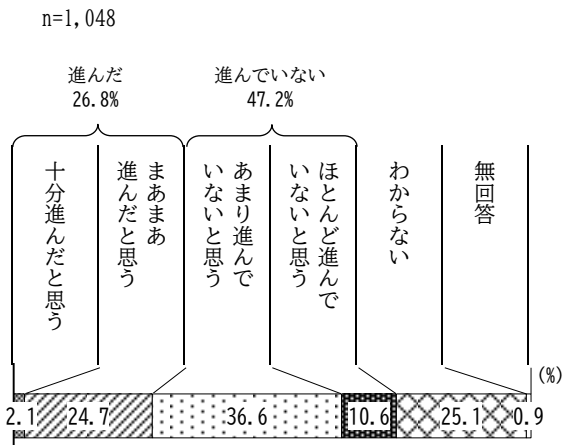 n=1,048
進んだ
26.8%
進んでいない
47.2%
十分進んだと思う
まあまあ
進んだと思う
あまり進んで
いないと思う
ほとんど進んで
いないと思う
わからない
無回答
(%)
2.1
24.7
36.6
10.6
25.1
0.9